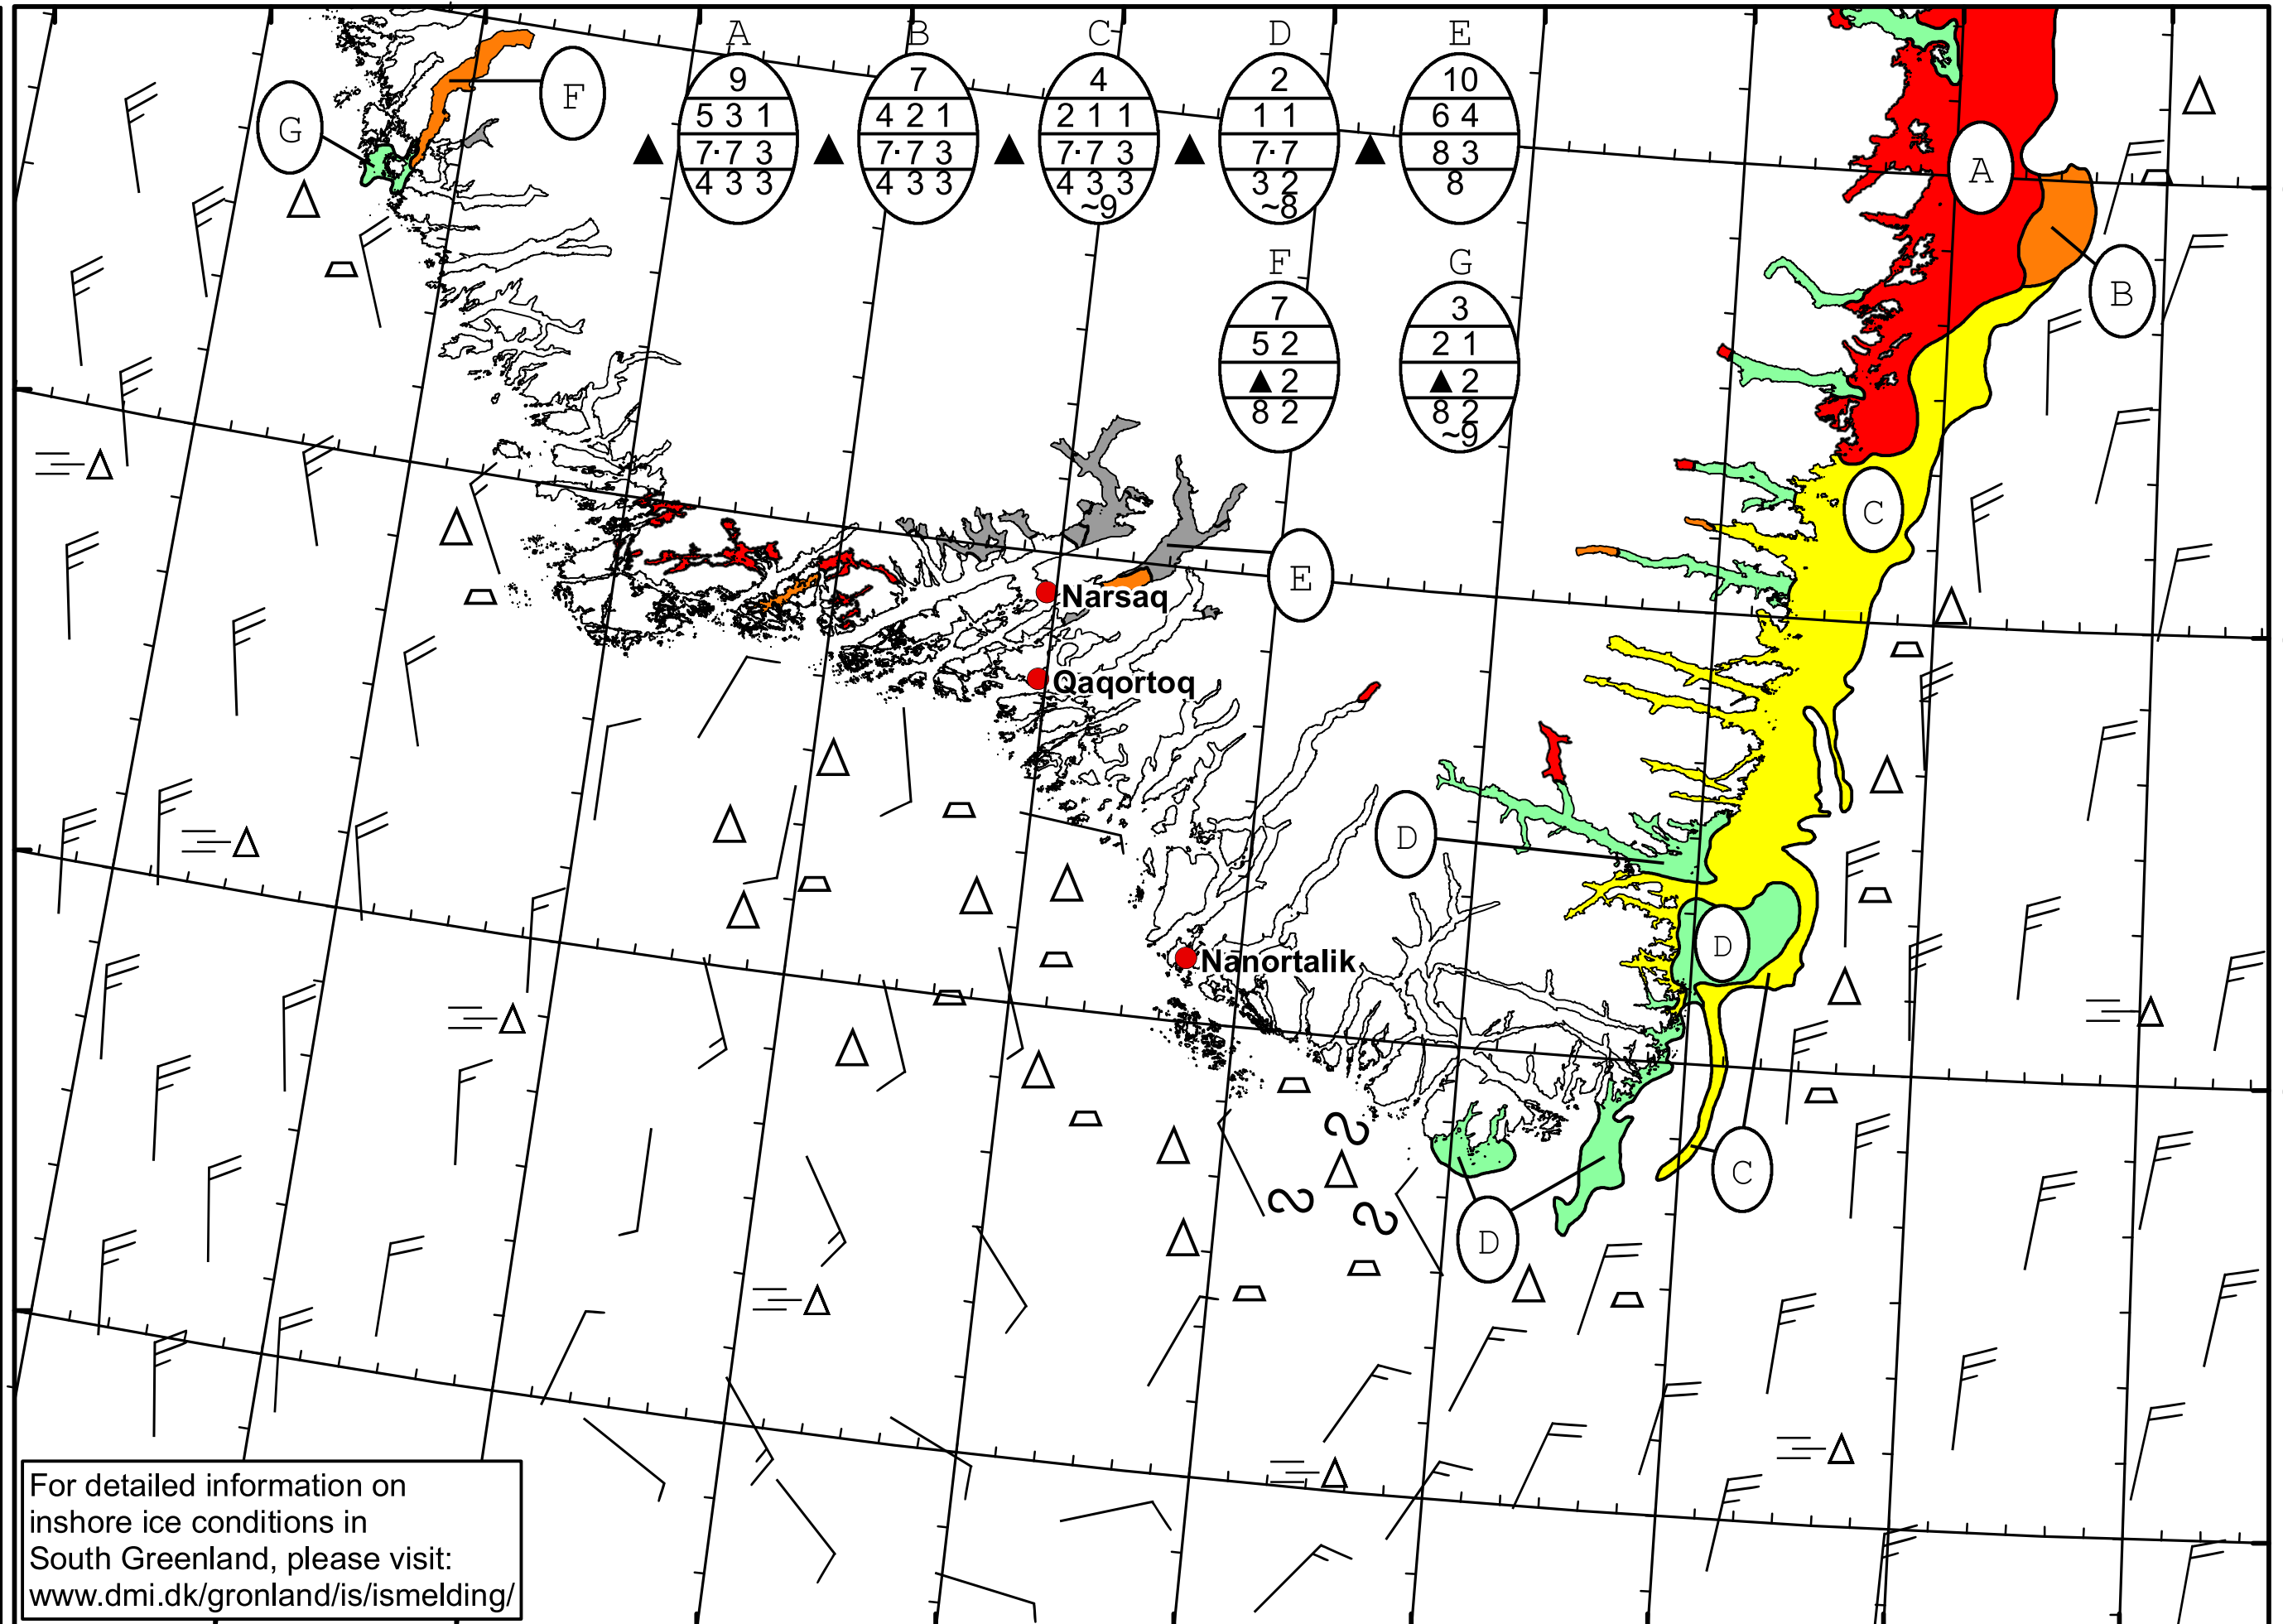 A B C D E
9 7 4 2 10
5 3 1 4 2 1 2 1 1 1 1 6 4
▲ 7·7 3 ▲ 7·7 3 ▲ 7·7 3 ▲ 7·7 ▲ 8 3
4 3 3 4 3 3 4 3 3 3 2 8
~9 ~8
F G
7 3
5 2 2 1
▲ 2 ▲ 2
8 2 8 2
~9
F
G
A
B
C
E
Narsaq
Qaqortoq
D
D
Nanortalik
C
D
For detailed information on
inshore ice conditions in
South Greenland, please visit:
www.dmi.dk/gronland/is/ismelding/